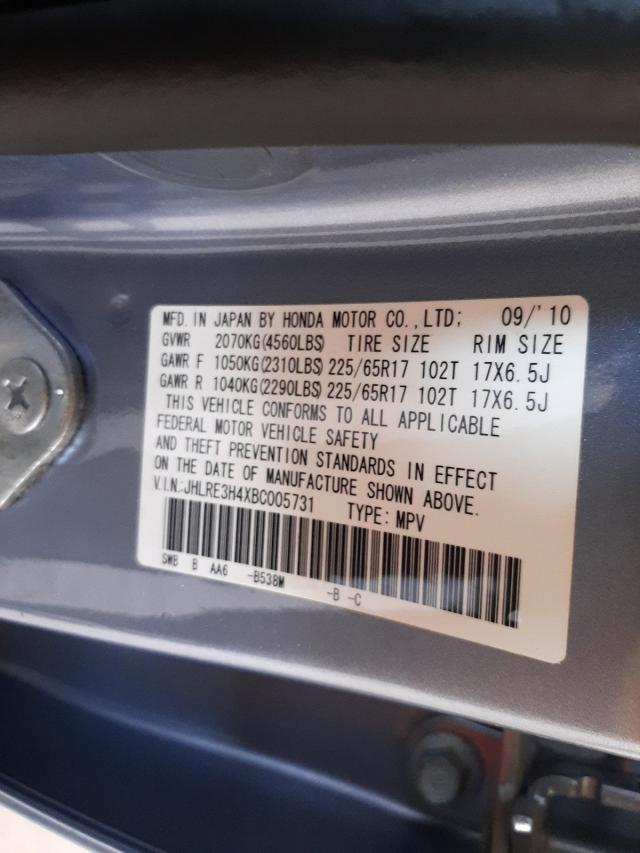 MFD. IN JAPAN BY HONDA MOTOR CO.,LTD; 09/'10
GVWR 2070KG(4560LBS) TIRE SIZE RIM SIZE
GAWR F 1050KG(2310LBS) 225/65R17 102T 17X6.5J
GAWR R 1040KG(2290LBS) 225/65R17 102T 17X6.5J
THIS VEHICLE CONFORMS TO ALL APPLICABLE
FEDERAL MOTOR VEHICLE SAFETY
AND THEFT PREVENTION STANDARDS IN EFFECT
ON THE DATE OF MANUFACTURE SHOWN ABOVE.
V.I.N.:JHLRE3H4XBC005731 TYPE: MPV
SWB B AA6 -B538M -B -C